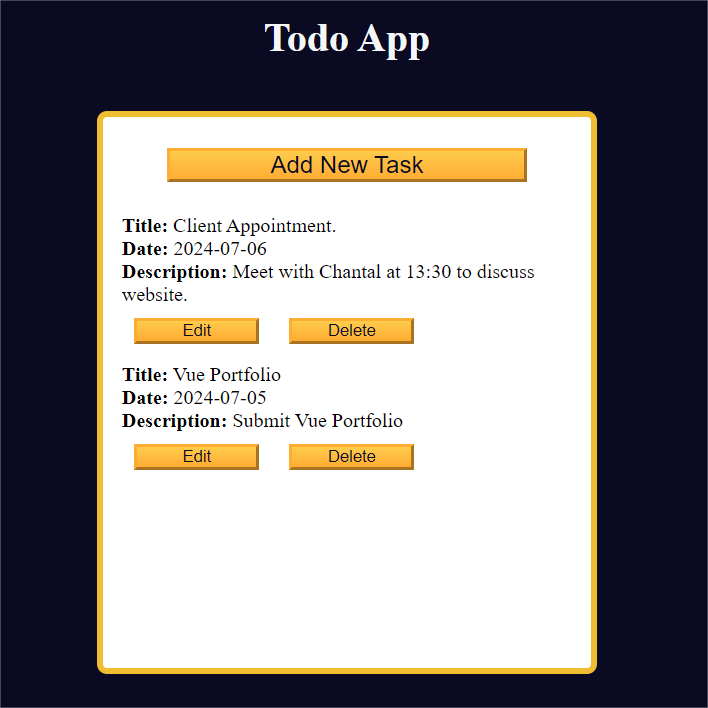 Todo App
Add New Task
Title: Client Appointment.
Date: 2024-07-06
Description: Meet with Chantal at 13:30 to discuss
website.
Edit Delete
Title: Vue Portfolio
Date: 2024-07-05
Description: Submit Vue Portfolio
Edit Delete